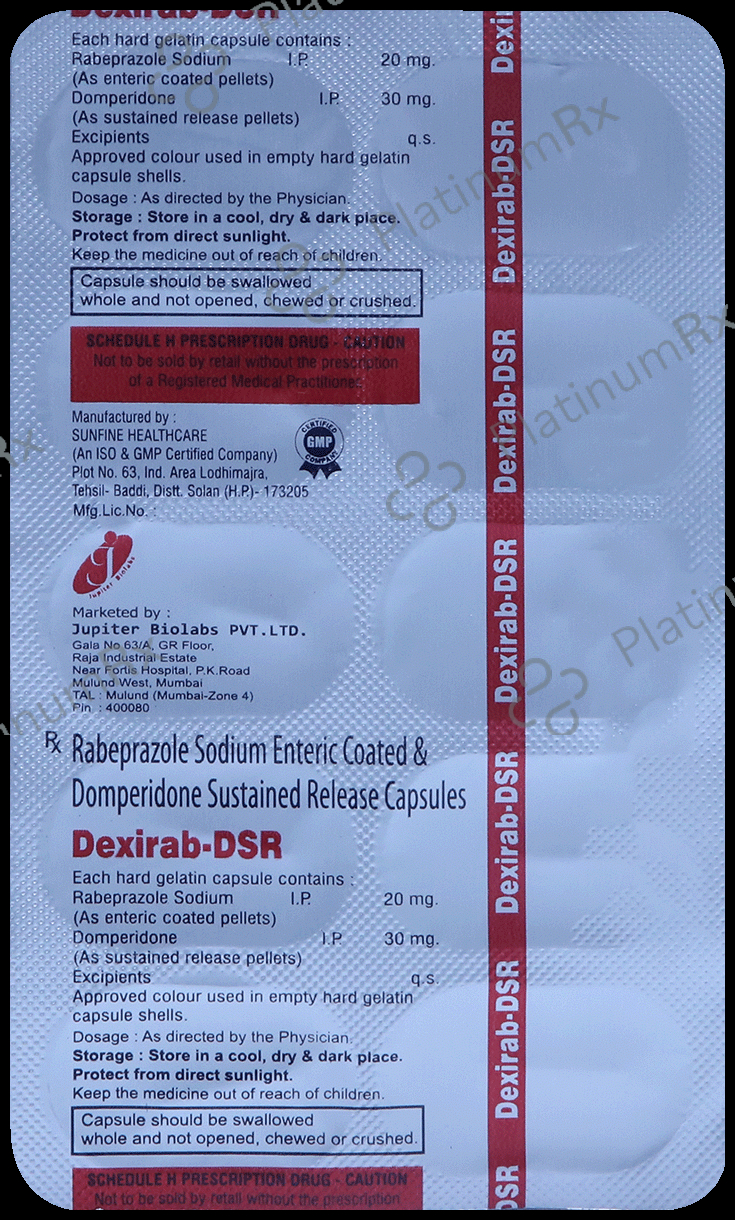 Dexirab-DSR
Each hard gelatin capsule contains :
Rabeprazole Sodium I.P. 20 mg.
(As enteric coated pellets)
Domperidone I.P. 30 mg.
(As sustained release pellets)
Excipients q.s.
Approved colour used in empty hard gelatin
capsule shells.
Dosage : As directed by the Physician.
Storage : Store in a cool, dry & dark place.
Protect from direct sunlight.
Keep the medicine out of reach of children.
Capsule should be swallowed
whole and not opened, chewed or crushed.
SCHEDULE H PRESCRIPTION DRUG - CAUTION
Not to be sold by retail without the prescription
of a Registered Medical Practitioner
Manufactured by :
SUNFINE HEALTHCARE
(An ISO & GMP Certified Company)
Plot No. 63, Ind. Area Lodhimajra,
Tehsil- Baddi, Distt. Solan (H.P.)- 173205
Mfg.Lic.No. :
CERTIFIED
GMP
COMPANY
Jupiter Biolabs
Marketed by :
Jupiter Biolabs PVT.LTD.
Gala No 63/A, GR Floor,
Raja Industrial Estate
Near Fortis Hospital, P.K.Road
Mulund West, Mumbai
TAL : Mulund (Mumbai-Zone 4)
Pin. : 400080
Rx Rabeprazole Sodium Enteric Coated &
Domperidone Sustained Release Capsules
Dexirab-DSR
Each hard gelatin capsule contains :
Rabeprazole Sodium I.P. 20 mg.
(As enteric coated pellets)
Domperidone I.P. 30 mg.
(As sustained release pellets)
Excipients q.s.
Approved colour used in empty hard gelatin
capsule shells.
Dosage : As directed by the Physician.
Storage : Store in a cool, dry & dark place.
Protect from direct sunlight.
Keep the medicine out of reach of children.
Capsule should be swallowed
whole and not opened, chewed or crushed.
SCHEDULE H PRESCRIPTION DRUG - CAUTION
Not to be sold by retail without the prescription
Dexi
Dexirab-DSR
Dexirab-DSR
Dexirab-DSR
Dexirab-DSR
Dexirab-DSR
DSR
PlatinumRx
PlatinumRx
Platinu